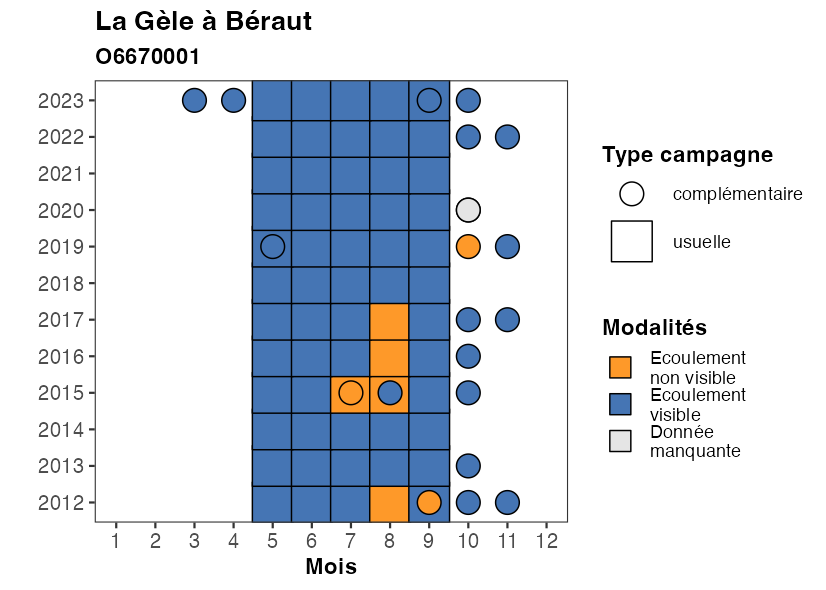 La Gèle à Béraut
O6670001
2023
2022
2021
2020
2019
2018
2017
2016
2015
2014
2013
2012
1 2 3 4 5 6 7 8 9 10 11 12
Mois
Type campagne
complémentaire
usuelle
Modalités
Ecoulement
non visible
Ecoulement
visible
Donnée
manquante